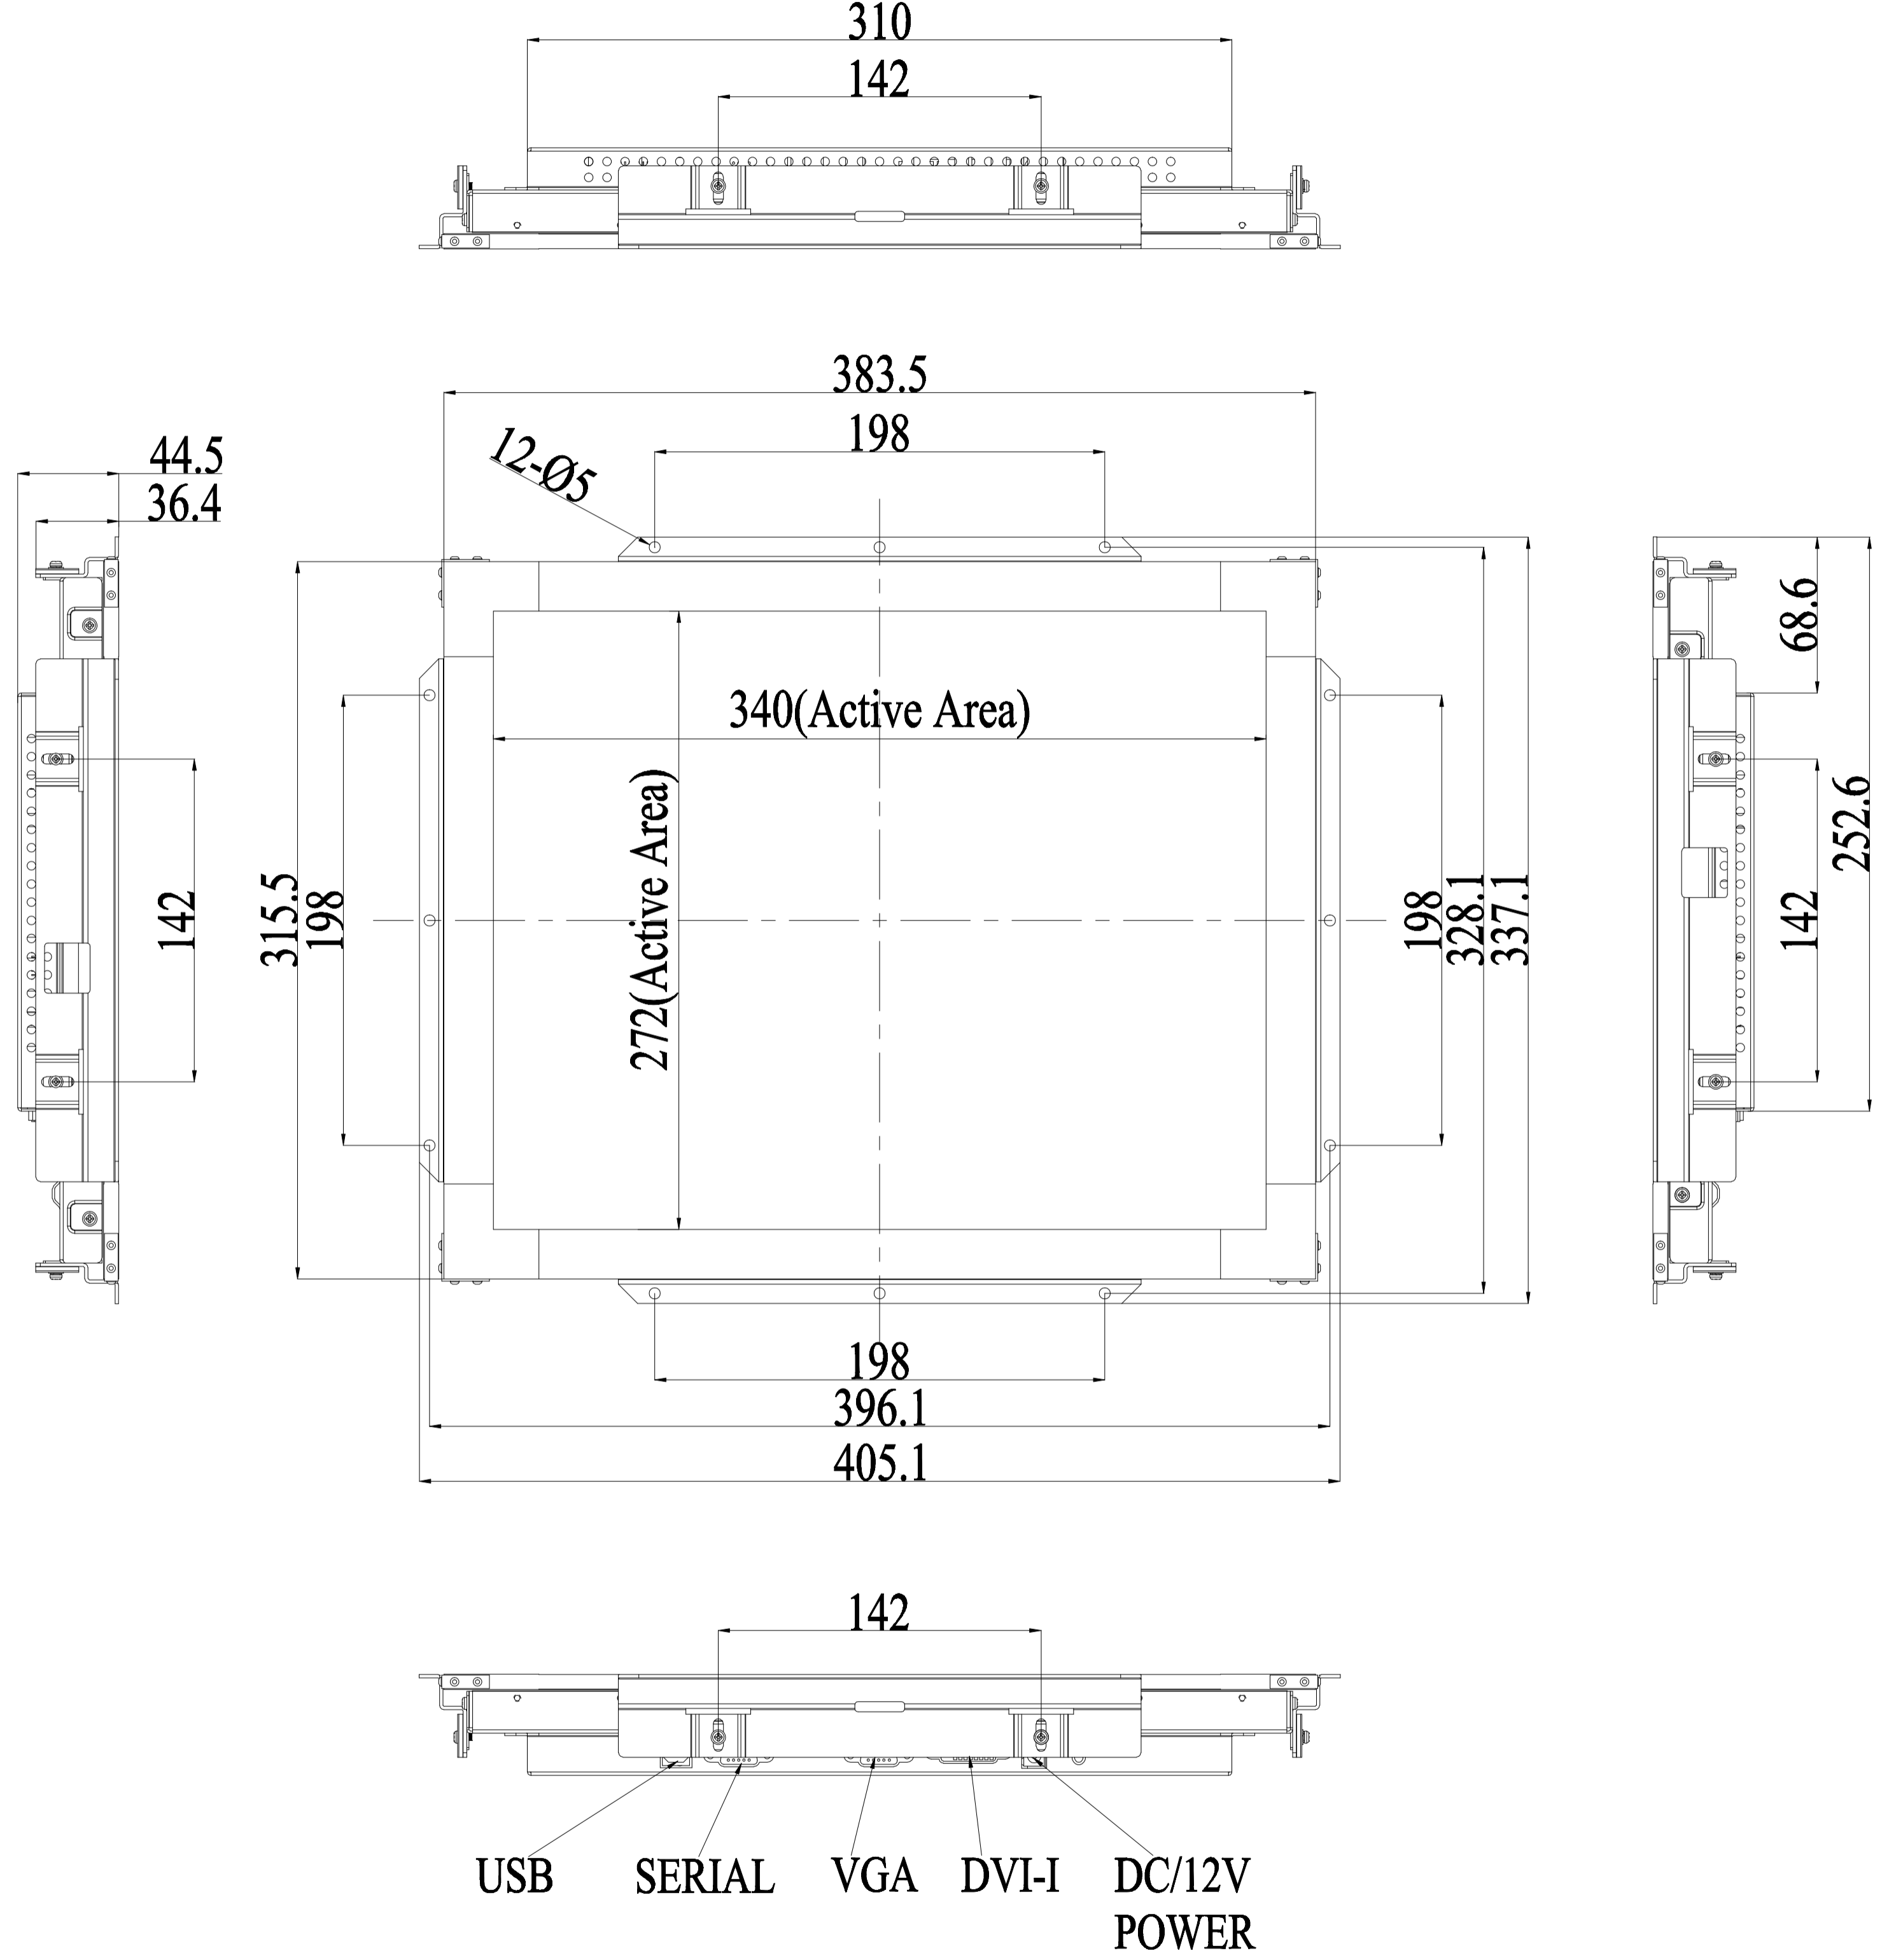 310
142
383.5
198
12-Ø5
44.5
36.4
68.6
340(Active Area)
272(Active Area)
142
315.5
198
198
328.1
337.1
142
252.6
198
396.1
405.1
142
USB
SERIAL
VGA
DVI-I
DC/12V
POWER